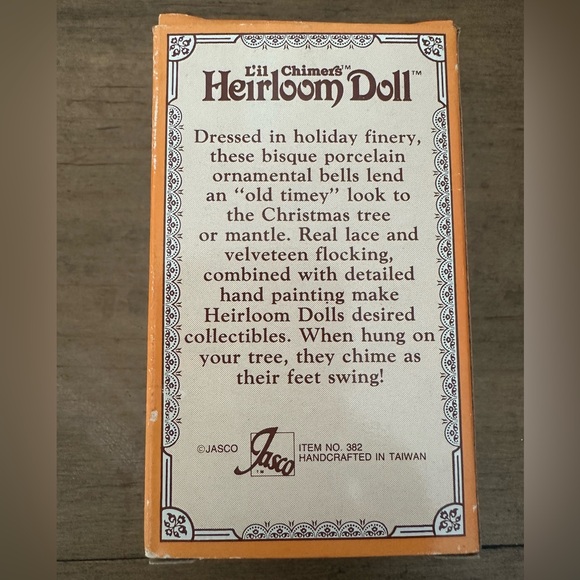 L'il Chimers™
Heirloom Doll™
Dressed in holiday finery,
these bisque porcelain
ornamental bells lend
an “old timey” look to
the Christmas tree
or mantle. Real lace and
velveteen flocking,
combined with detailed
hand painting make
Heirloom Dolls desired
collectibles. When hung on
your tree, they chime as
their feet swing!
©JASCO
Jasco
TM
ITEM NO. 382
HANDCRAFTED IN TAIWAN